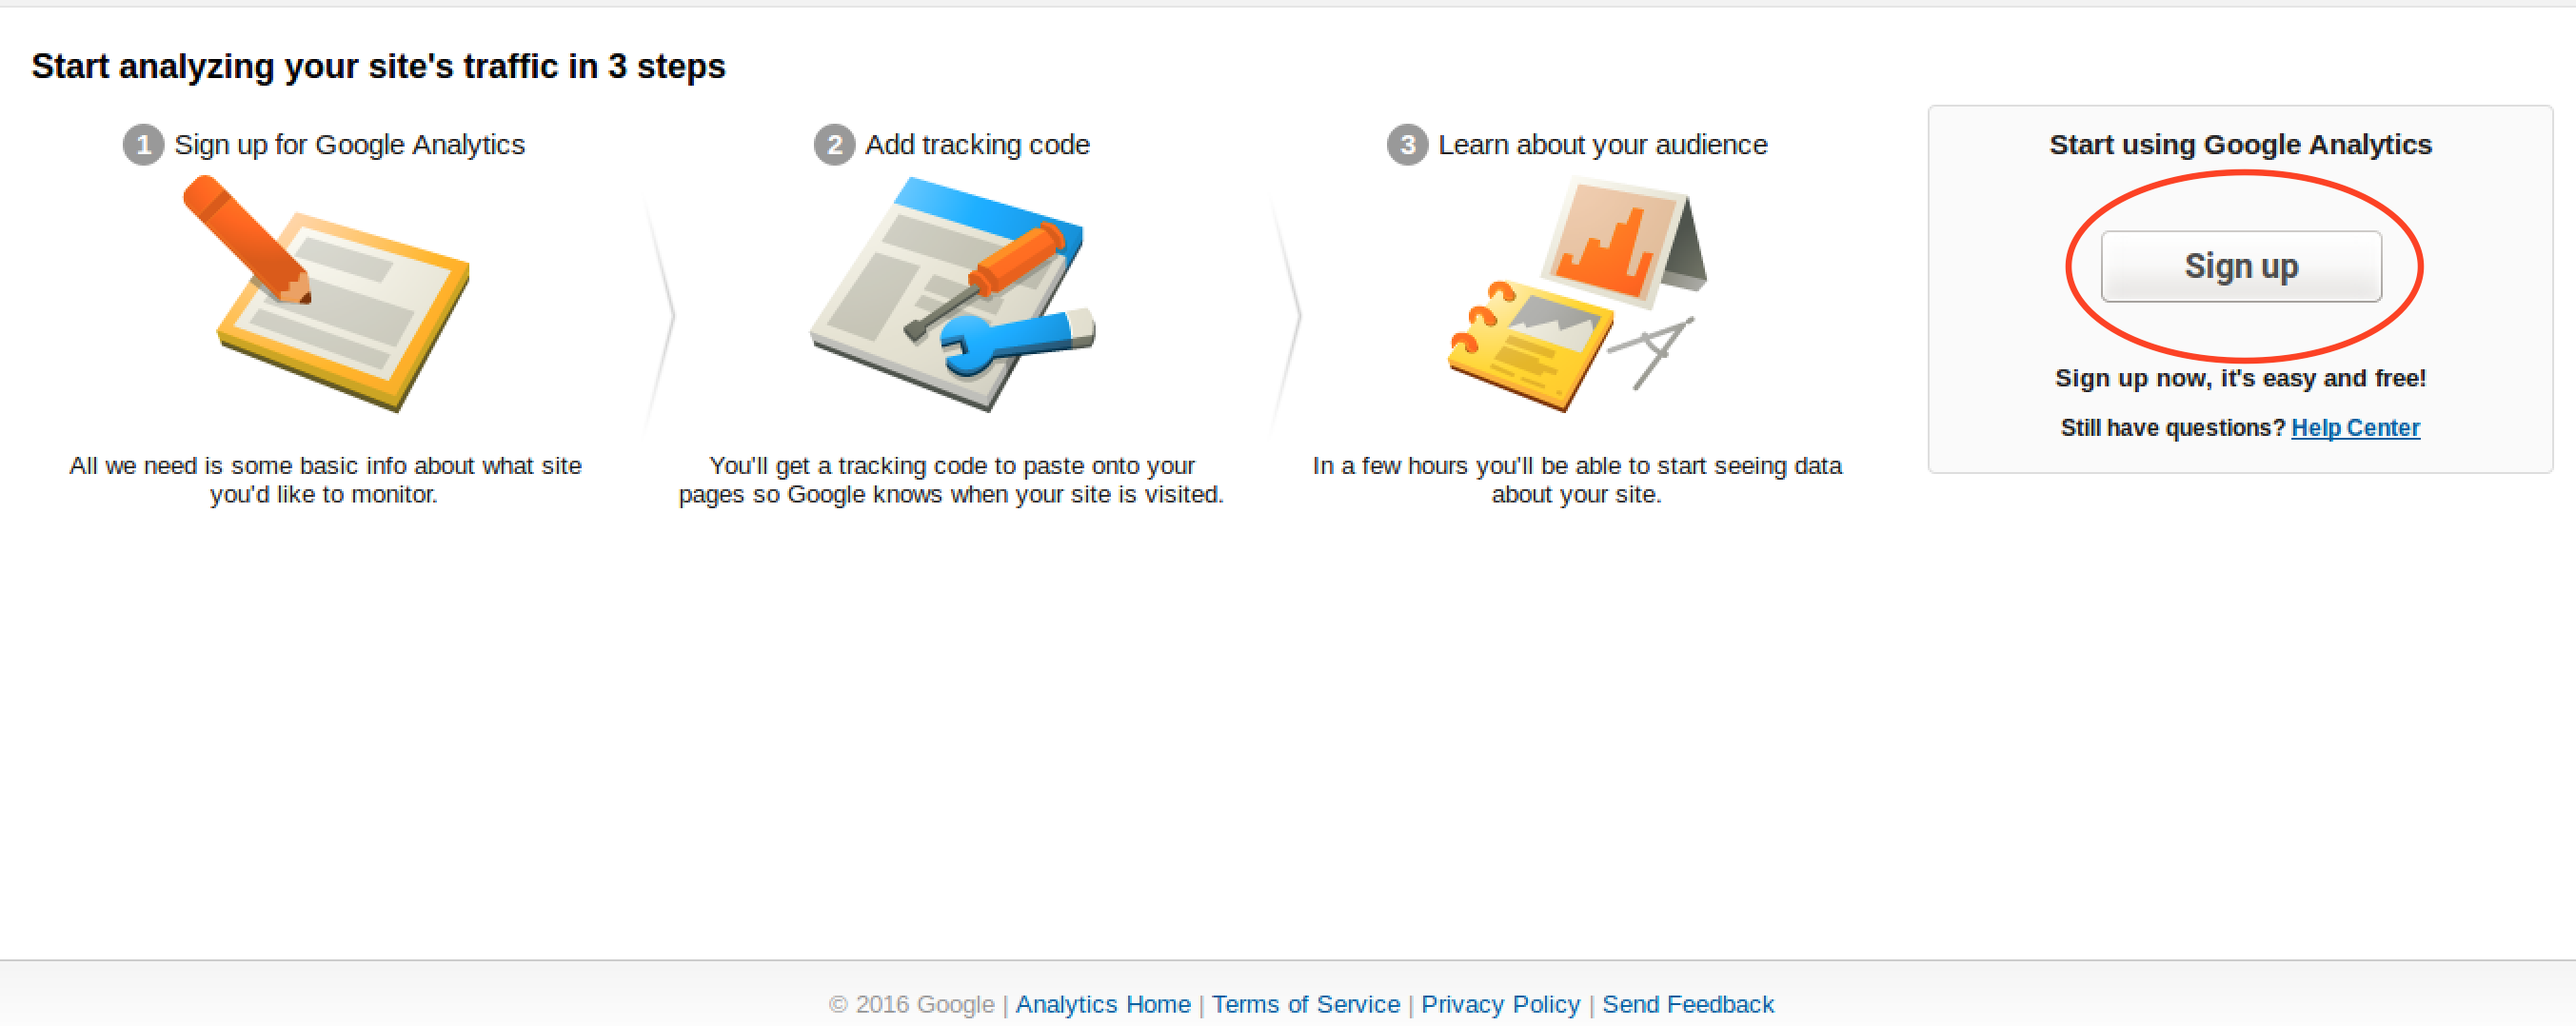 Start analyzing your site's traffic in 3 steps
1 Sign up for Google Analytics
All we need is some basic info about what site
you'd like to monitor.
2 Add tracking code
You'll get a tracking code to paste onto your
pages so Google knows when your site is visited.
3 Learn about your audience
In a few hours you'll be able to start seeing data
about your site.
Start using Google Analytics
Sign up
Sign up now, it's easy and free!
Still have questions? Help Center
© 2016 Google | Analytics Home | Terms of Service | Privacy Policy | Send Feedback